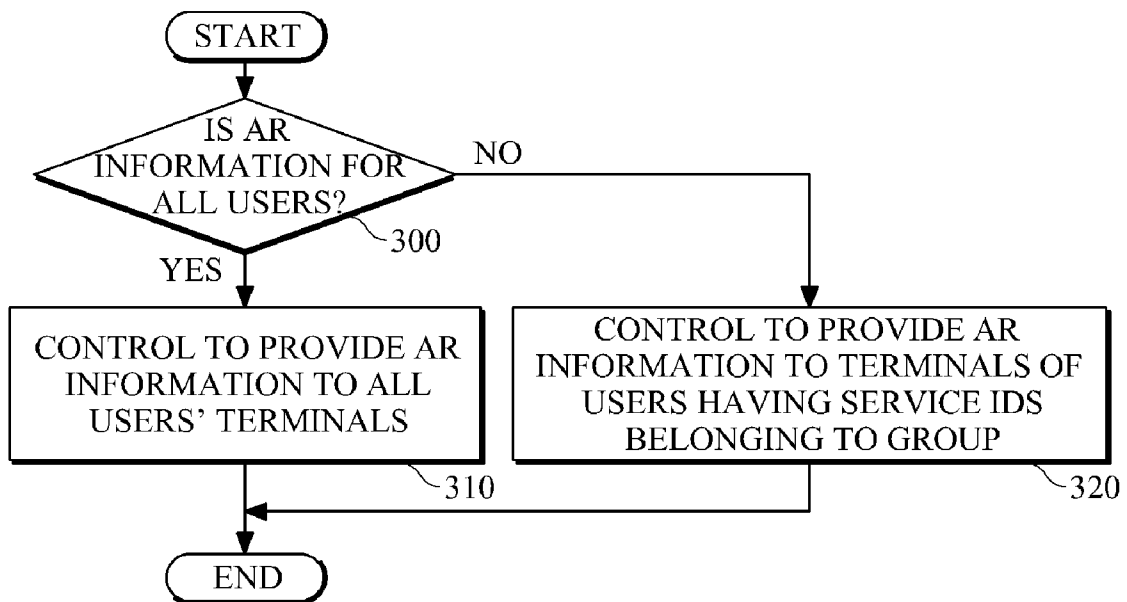 START
IS AR
INFORMATION FOR
ALL USERS?
NO
300
YES
CONTROL TO PROVIDE AR
INFORMATION TO ALL
USERS’ TERMINALS
310
CONTROL TO PROVIDE AR
INFORMATION TO TERMINALS OF
USERS HAVING SERVICE IDS
BELONGING TO GROUP
320
END